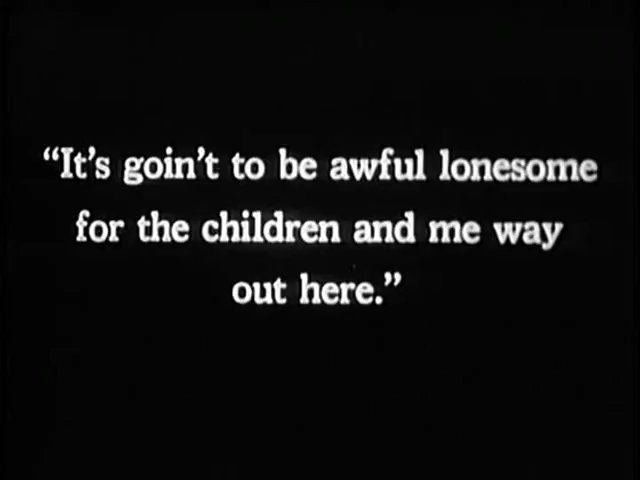 “It’s goin’t to be awful lonesome
for the children and me way
out here.”